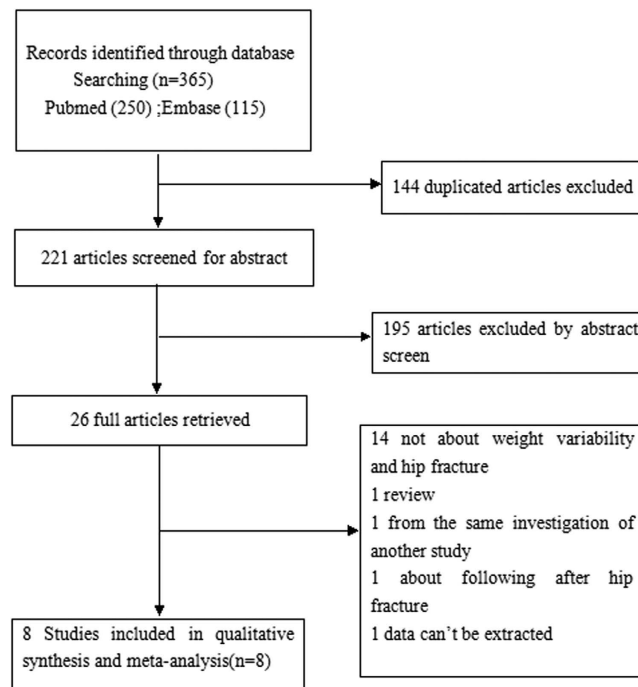 Records identified through database
Searching (n=365)
Pubmed (250) ;Embase (115)
144 duplicated articles excluded
221 articles screened for abstract
195 articles excluded by abstract
screen
26 full articles retrieved
14 not about weight variability
and hip fracture
1 review
1 from the same investigation of
another study
1 about following after hip
fracture
1 data can't be extracted
8 Studies included in qualitative
synthesis and meta-analysis(n=8)